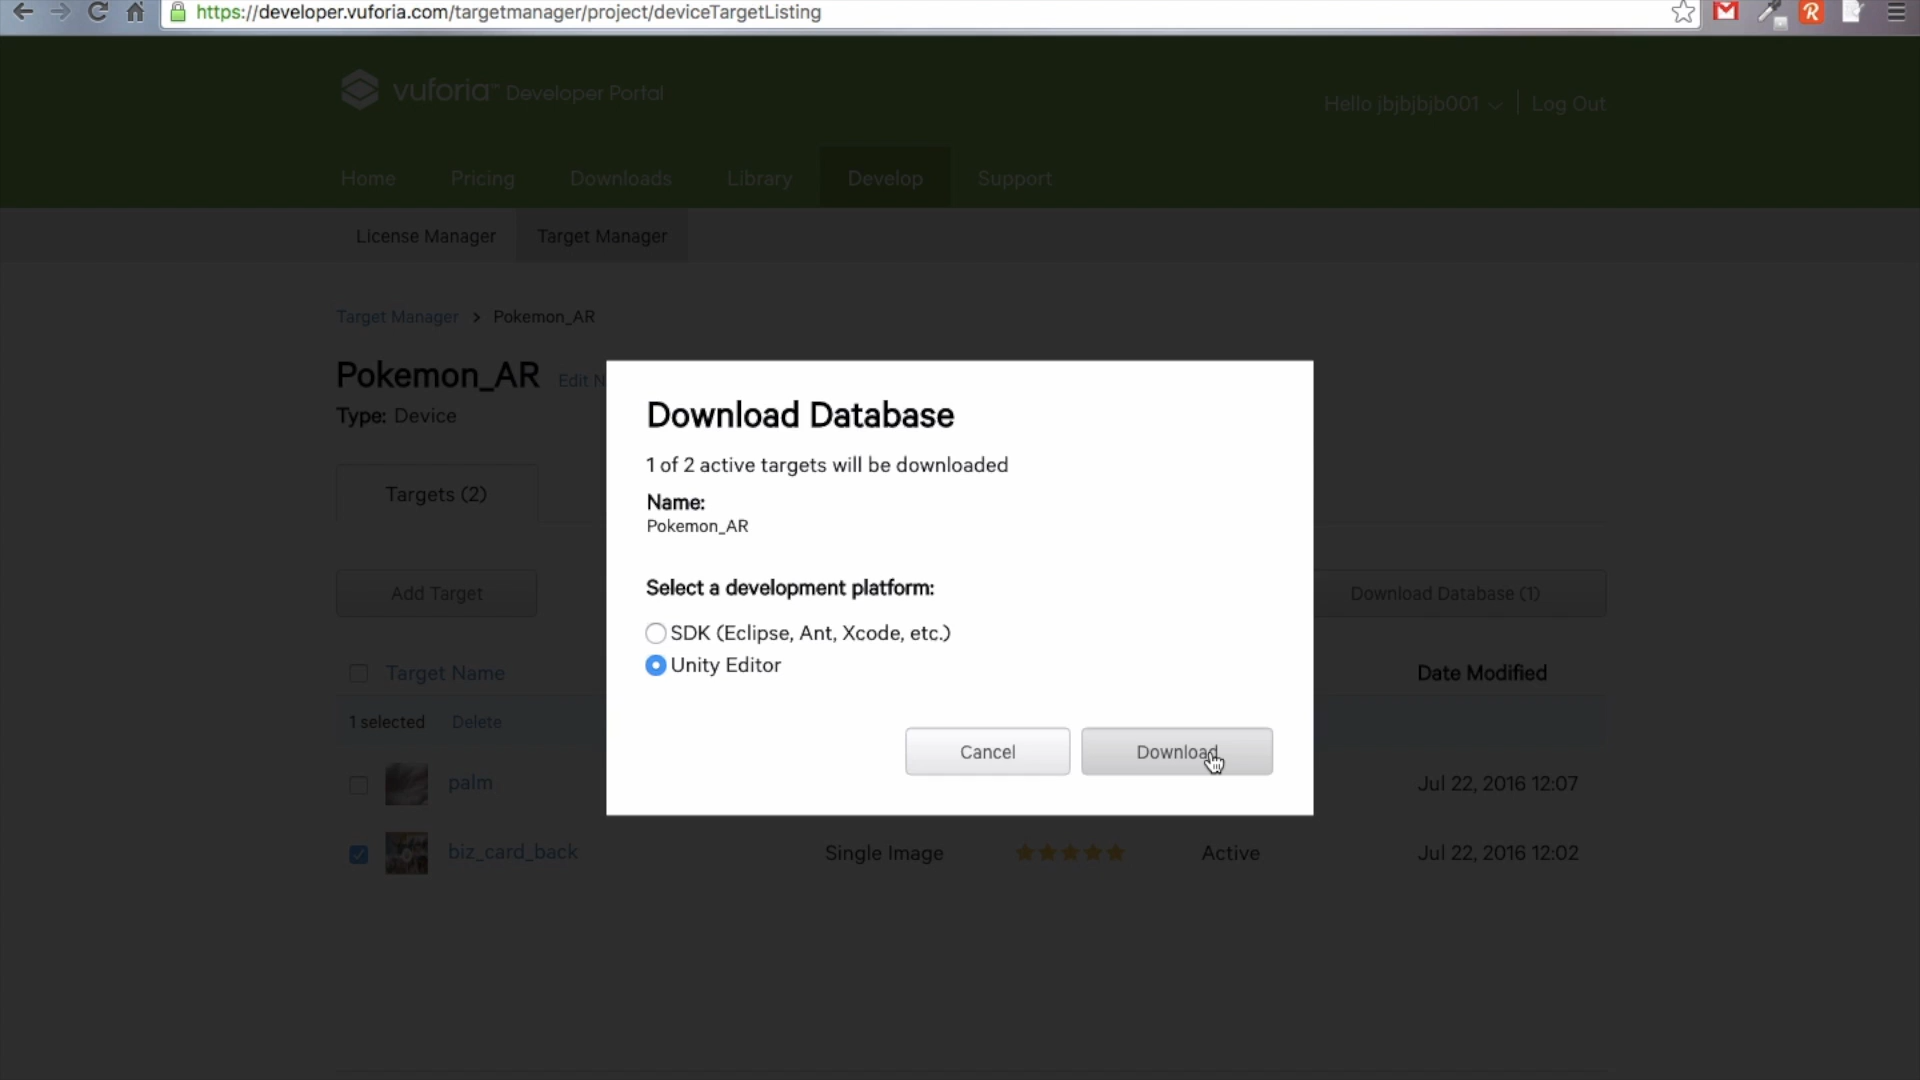 https://developer.vuforia.com/targetmanager/project/deviceTargetListing
vuforia™ Developer Portal
Hello jbjbjbjb001
Log Out
Home
Pricing
Downloads
Library
Develop
Support
License Manager
Target Manager
Target Manager > Pokemon_AR
Pokemon_AR
Edit N
Type: Device
Download Database
1 of 2 active targets will be downloaded
Name:
Pokemon_AR
Select a development platform:
SDK (Eclipse, Ant, Xcode, etc.)
Unity Editor
Cancel
Download
Targets (2)
Add Target
Download Database (1)
Target Name
Date Modified
1 selected
Delete
palm
Jul 22, 2016 12:07
biz_card_back
Single Image
Active
Jul 22, 2016 12:02